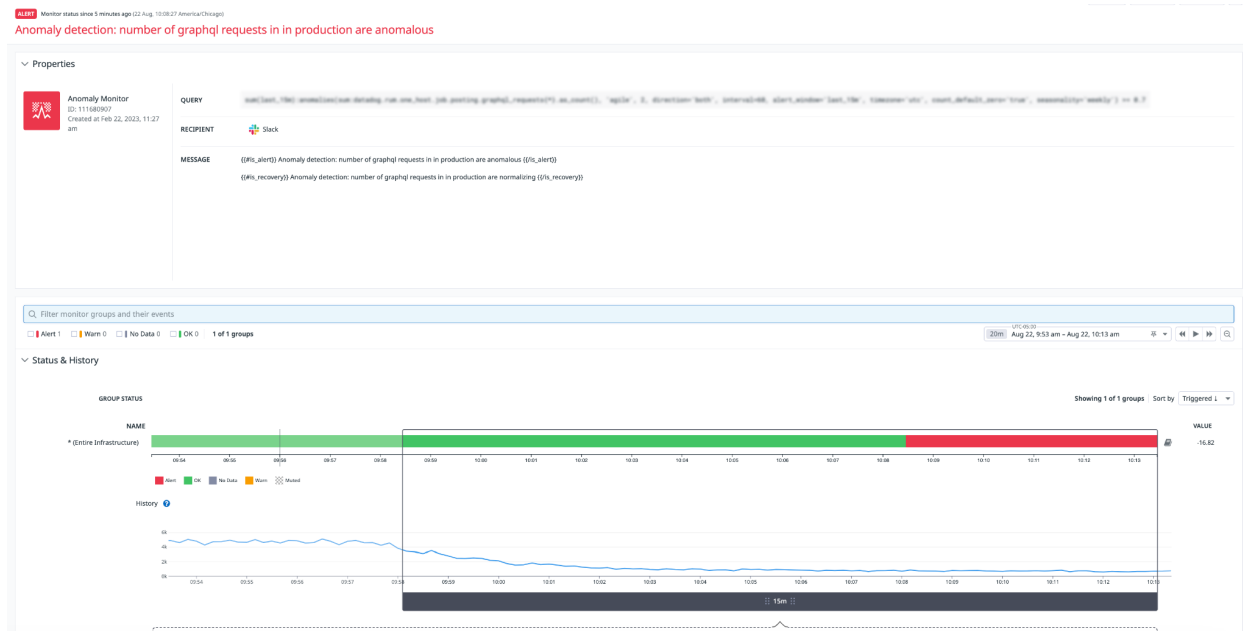 ALERT Monitor status since 5 minutes ago (22 Aug, 10:08:27 America/Chicago)
Anomaly detection: number of graphql requests in in production are anomalous
Properties
Anomaly Monitor
ID: 111680907
Created at Feb 22, 2023, 11:27 am
QUERY
RECIPIENT
Slack
MESSAGE
{{#is_alert}} Anomaly detection: number of graphql requests in in production are anomalous {{/is_alert}}
{{#is_recovery}} Anomaly detection: number of graphql requests in in production are normalizing {{/is_recovery}}
Filter monitor groups and their events
Alert 1 Warn 0 No Data 0 OK 0 1 of 1 groups
UTC-05:00
20m Aug 22, 9:53 am – Aug 22, 10:13 am
Status & History
GROUP STATUS
Showing 1 of 1 groups Sort by Triggered ↓
NAME
VALUE
* (Entire Infrastructure)
-16.82
09:54 09:55 09:56 09:57 09:58 09:59 10:00 10:01 10:02 10:03 10:04 10:05 10:06 10:07 10:08 10:09 10:10 10:11 10:12 10:13
Alert OK No Data Warn Muted
History
6k
4k
2k
0k
09:54 09:55 09:56 09:57 09:58 09:59 10:00 10:01 10:02 10:03 10:04 10:05 10:06 10:07 10:08 10:09 10:10 10:11 10:12 10:13
15m